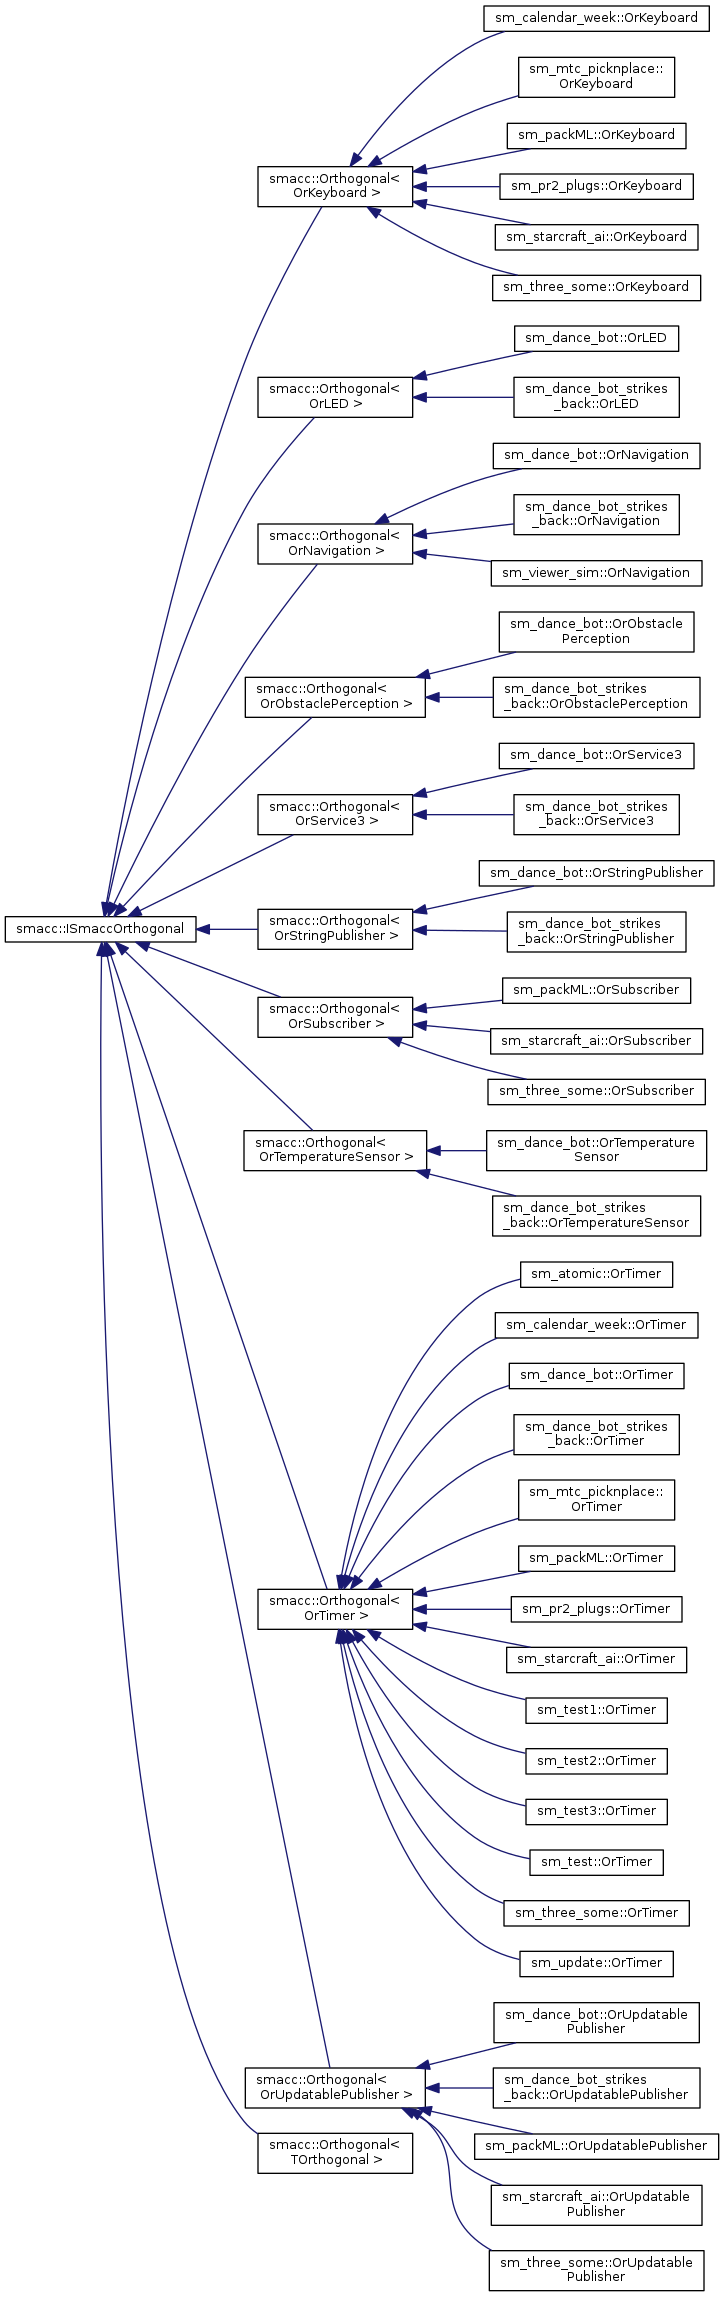 sm_calendar_week::OrKeyboard
sm_mtc_picknplace::
OrKeyboard
sm_packML::OrKeyboard
smacc::Orthogonal<
OrKeyboard >
sm_pr2_plugs::OrKeyboard
sm_starcraft_ai::OrKeyboard
sm_three_some::OrKeyboard
sm_dance_bot::OrLED
smacc::Orthogonal<
OrLED >
sm_dance_bot_strikes
_back::OrLED
sm_dance_bot::OrNavigation
sm_dance_bot_strikes
_back::OrNavigation
smacc::Orthogonal<
OrNavigation >
sm_viewer_sim::OrNavigation
sm_dance_bot::OrObstacle
Perception
smacc::Orthogonal<
OrObstaclePerception >
sm_dance_bot_strikes
_back::OrObstaclePerception
sm_dance_bot::OrService3
smacc::Orthogonal<
OrService3 >
sm_dance_bot_strikes
_back::OrService3
sm_dance_bot::OrStringPublisher
smacc::ISmaccOrthogonal
smacc::Orthogonal<
OrStringPublisher >
sm_dance_bot_strikes
_back::OrStringPublisher
sm_packML::OrSubscriber
smacc::Orthogonal<
OrSubscriber >
sm_starcraft_ai::OrSubscriber
sm_three_some::OrSubscriber
smacc::Orthogonal<
OrTemperatureSensor >
sm_dance_bot::OrTemperature
Sensor
sm_dance_bot_strikes
_back::OrTemperatureSensor
sm_atomic::OrTimer
sm_calendar_week::OrTimer
sm_dance_bot::OrTimer
sm_dance_bot_strikes
_back::OrTimer
sm_mtc_picknplace::
OrTimer
sm_packML::OrTimer
smacc::Orthogonal<
OrTimer >
sm_pr2_plugs::OrTimer
sm_starcraft_ai::OrTimer
sm_test1::OrTimer
sm_test2::OrTimer
sm_test3::OrTimer
sm_test::OrTimer
sm_three_some::OrTimer
sm_update::OrTimer
sm_dance_bot::OrUpdatable
Publisher
smacc::Orthogonal<
OrUpdatablePublisher >
sm_dance_bot_strikes
_back::OrUpdatablePublisher
smacc::Orthogonal<
TOrthogonal >
sm_packML::OrUpdatablePublisher
sm_starcraft_ai::OrUpdatable
Publisher
sm_three_some::OrUpdatable
Publisher